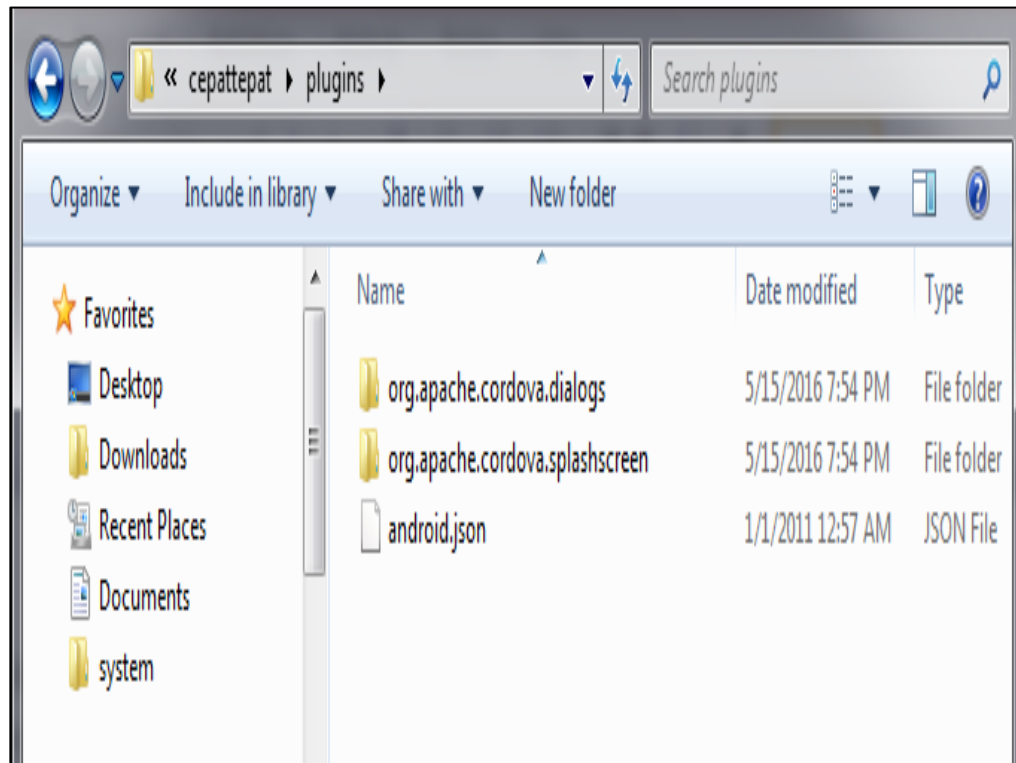 « cepattepat plugins Search plugins
Organize Include in library Share with New folder
Favorites
Desktop
Downloads
Recent Places
Documents
system
Name Date modified Type
org.apache.cordova.dialogs 5/15/2016 7:54 PM File folder
org.apache.cordova.splashscreen 5/15/2016 7:54 PM File folder
android.json 1/1/2011 12:57 AM JSON File